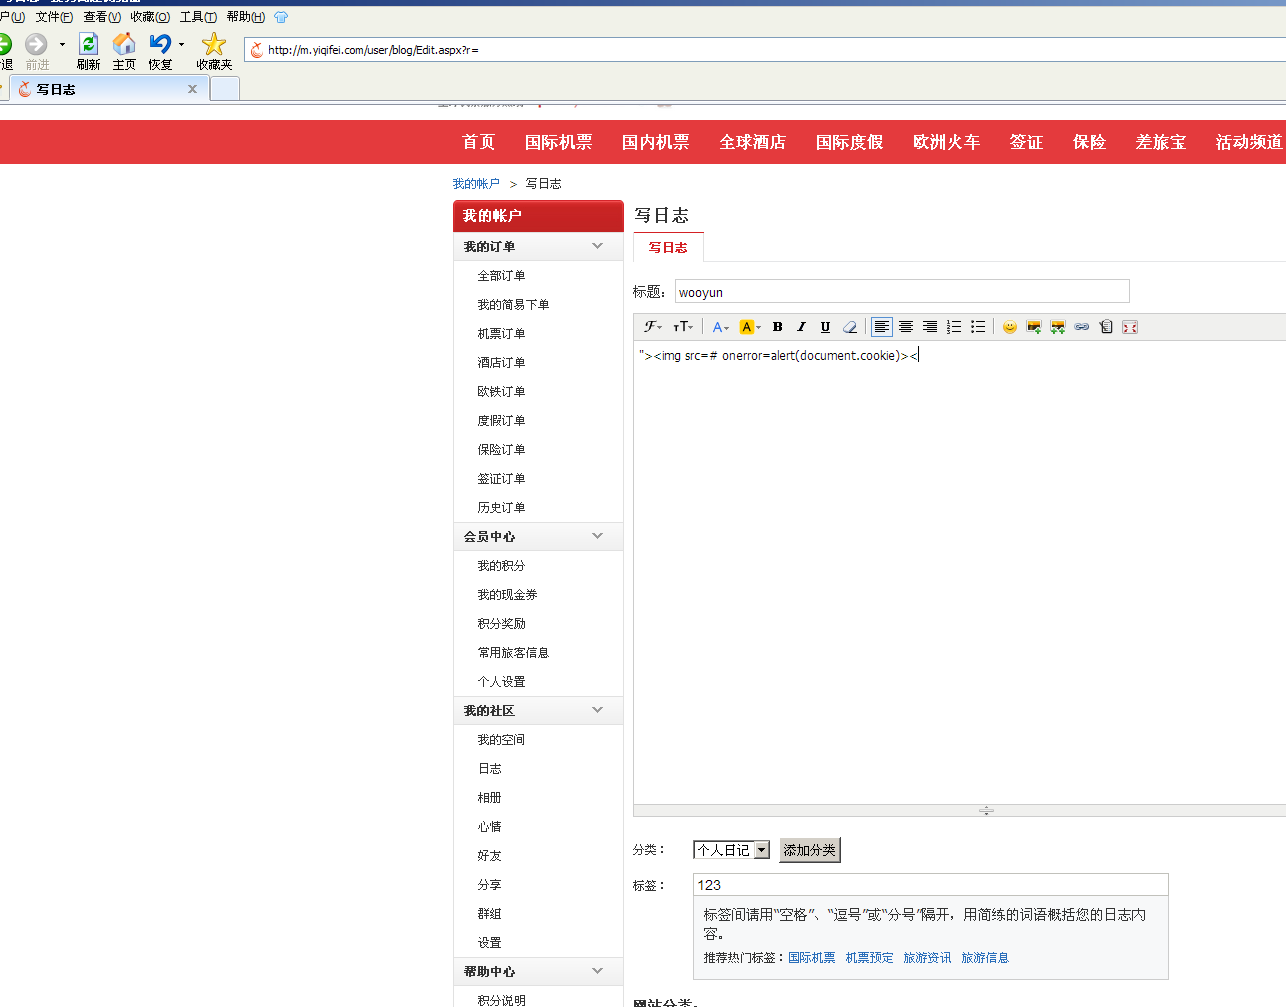 户(U) 文件(F) 查看(V) 收藏(O) 工具(T) 帮助(H)
退 前进 刷新 主页 恢复 收藏夹
http://m.yiqifei.com/user/blog/Edit.aspx?r=
写日志
首页 国际机票 国内机票 全球酒店 国际度假 欧洲火车 签证 保险 差旅宝 活动频道
我的帐户 > 写日志
我的帐户
我的订单
全部订单
我的简易下单
机票订单
酒店订单
欧铁订单
度假订单
保险订单
签证订单
历史订单
会员中心
我的积分
我的现金券
积分奖励
常用旅客信息
个人设置
我的社区
我的空间
日志
相册
心情
好友
分享
群组
设置
帮助中心
积分说明
写日志
写日志
标题： wooyun
"><img src=# onerror=alert(document.cookie)><
分类： 个人日记 添加分类
标签： 123
标签间请用“空格”、“逗号”或“分号”隔开，用简练的词语概括您的日志内
容。
推荐热门标签：国际机票 机票预定 旅游资讯 旅游信息
网站分类：